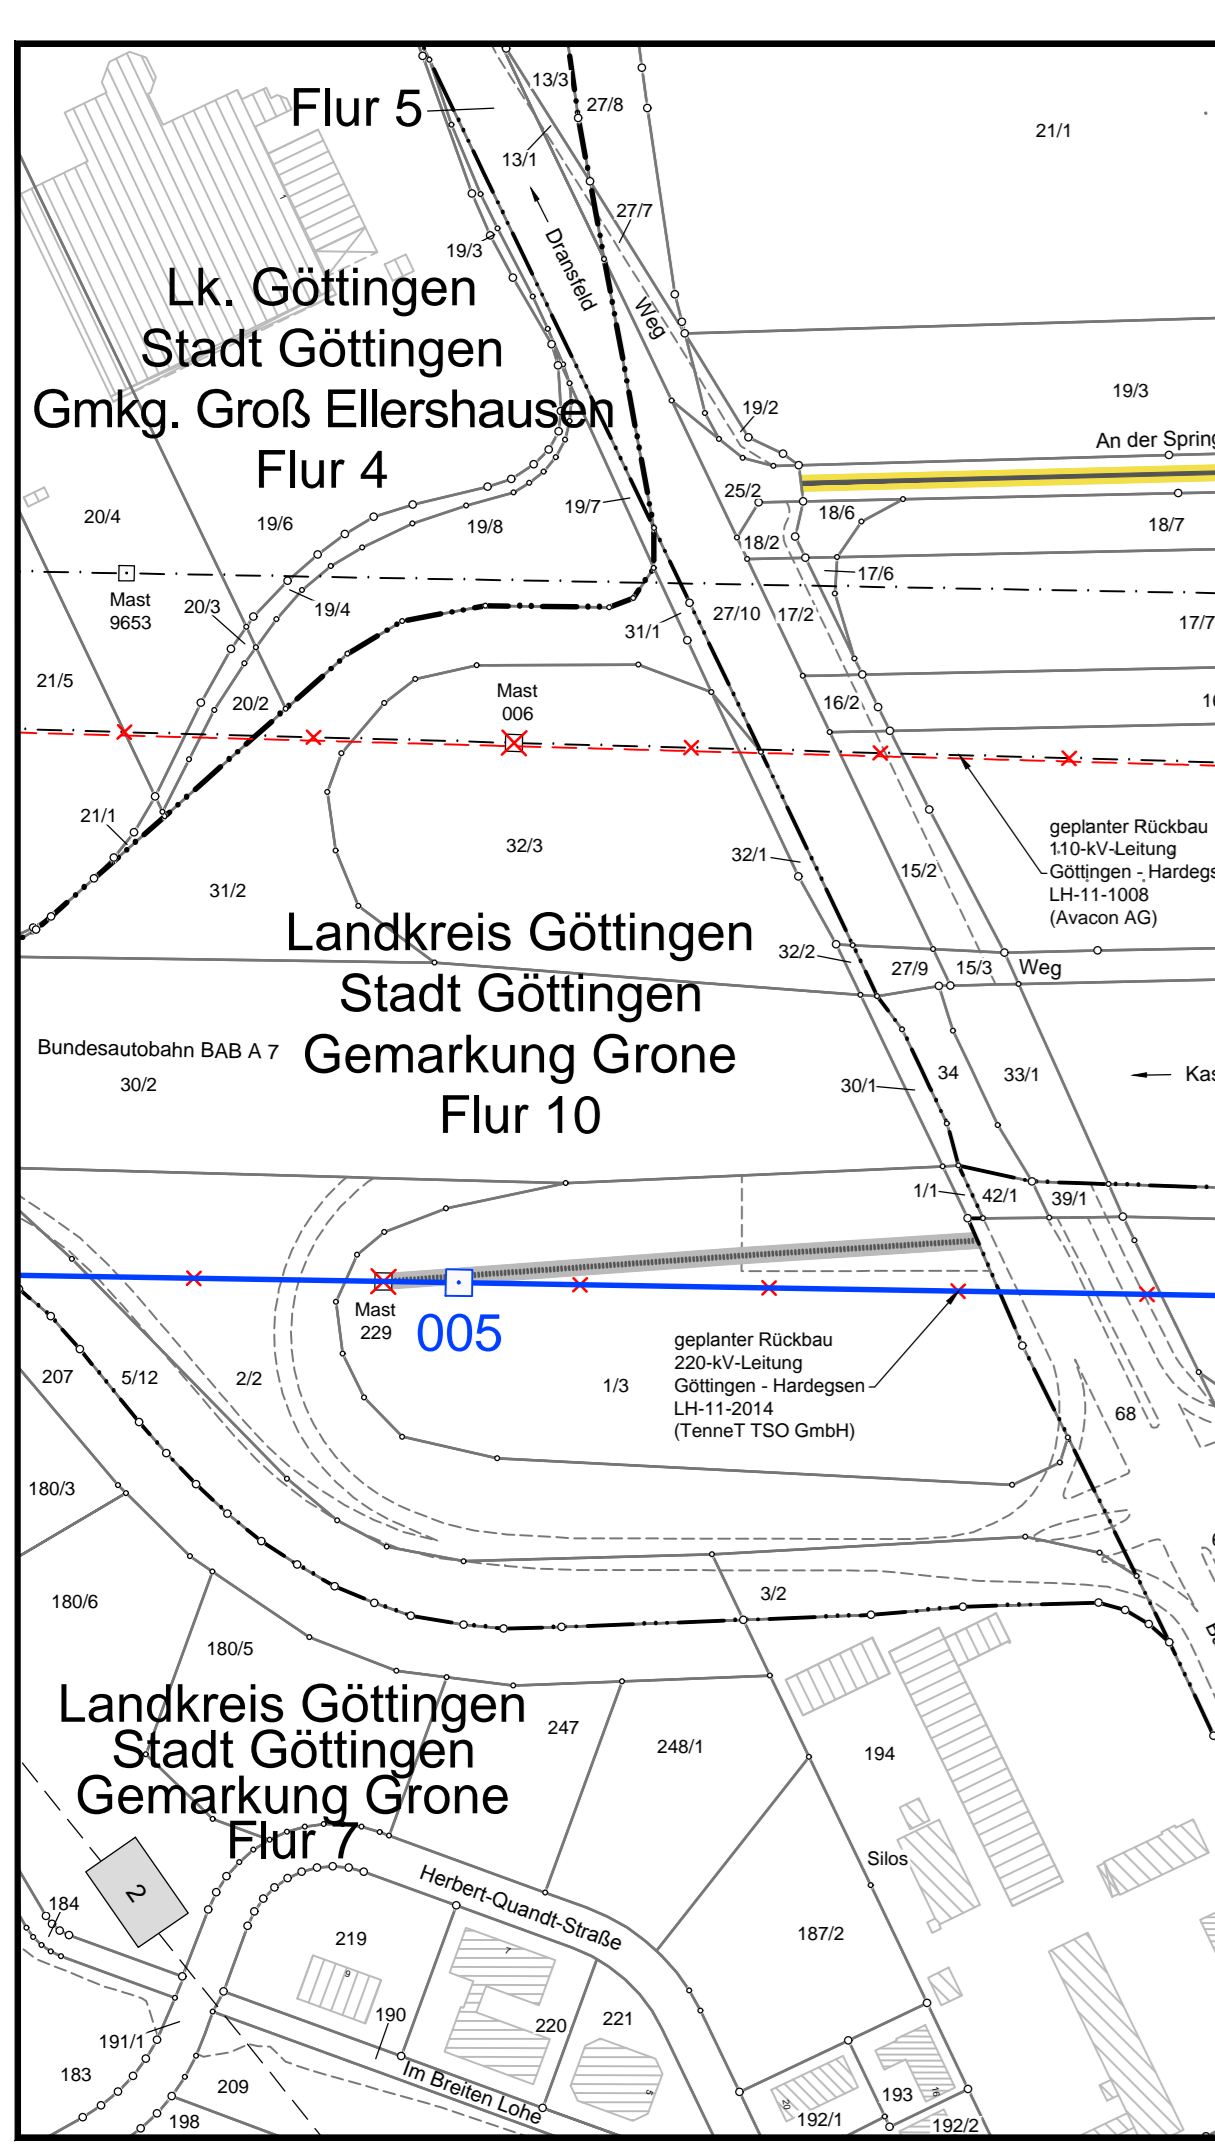 13/3
27/8
Flur 5
21/1
13/1
27/7
19/3
Dransfeld
Weg
Lk. Göttingen
Stadt Göttingen
Gmkg. Groß Ellershausen
Flur 4
19/3
19/2
An der Spring
25/2
19/7
18/6
20/4
19/6
19/8
18/7
18/2
17/6
Mast
9653
20/3
19/4
31/1
27/10
17/2
17/7
21/5
20/2
Mast
006
16/2
21/1
32/3
32/1
15/2
geplanter Rückbau
110-kV-Leitung
Göttingen - Hardegs
LH-11-1008
(Avacon AG)
31/2
Landkreis Göttingen
Stadt Göttingen
Gemarkung Grone
Flur 10
32/2
27/9
15/3
Weg
Bundesautobahn BAB A 7
30/2
30/1
34
33/1
Kas
1/1
42/1
39/1
Mast
229
005
geplanter Rückbau
220-kV-Leitung
Göttingen - Hardegsen
LH-11-2014
(TenneT TSO GmbH)
207
5/12
2/2
1/3
68
180/3
180/6
3/2
180/5
Landkreis Göttingen
Stadt Göttingen
Gemarkung Grone
Flur 7
247
248/1
194
Silos
2
184
Herbert-Quandt-Straße
219
7
9
187/2
190
220
221
191/1
183
209
Im Breiten Lohe
5
198
20
192/1
193
16
192/2